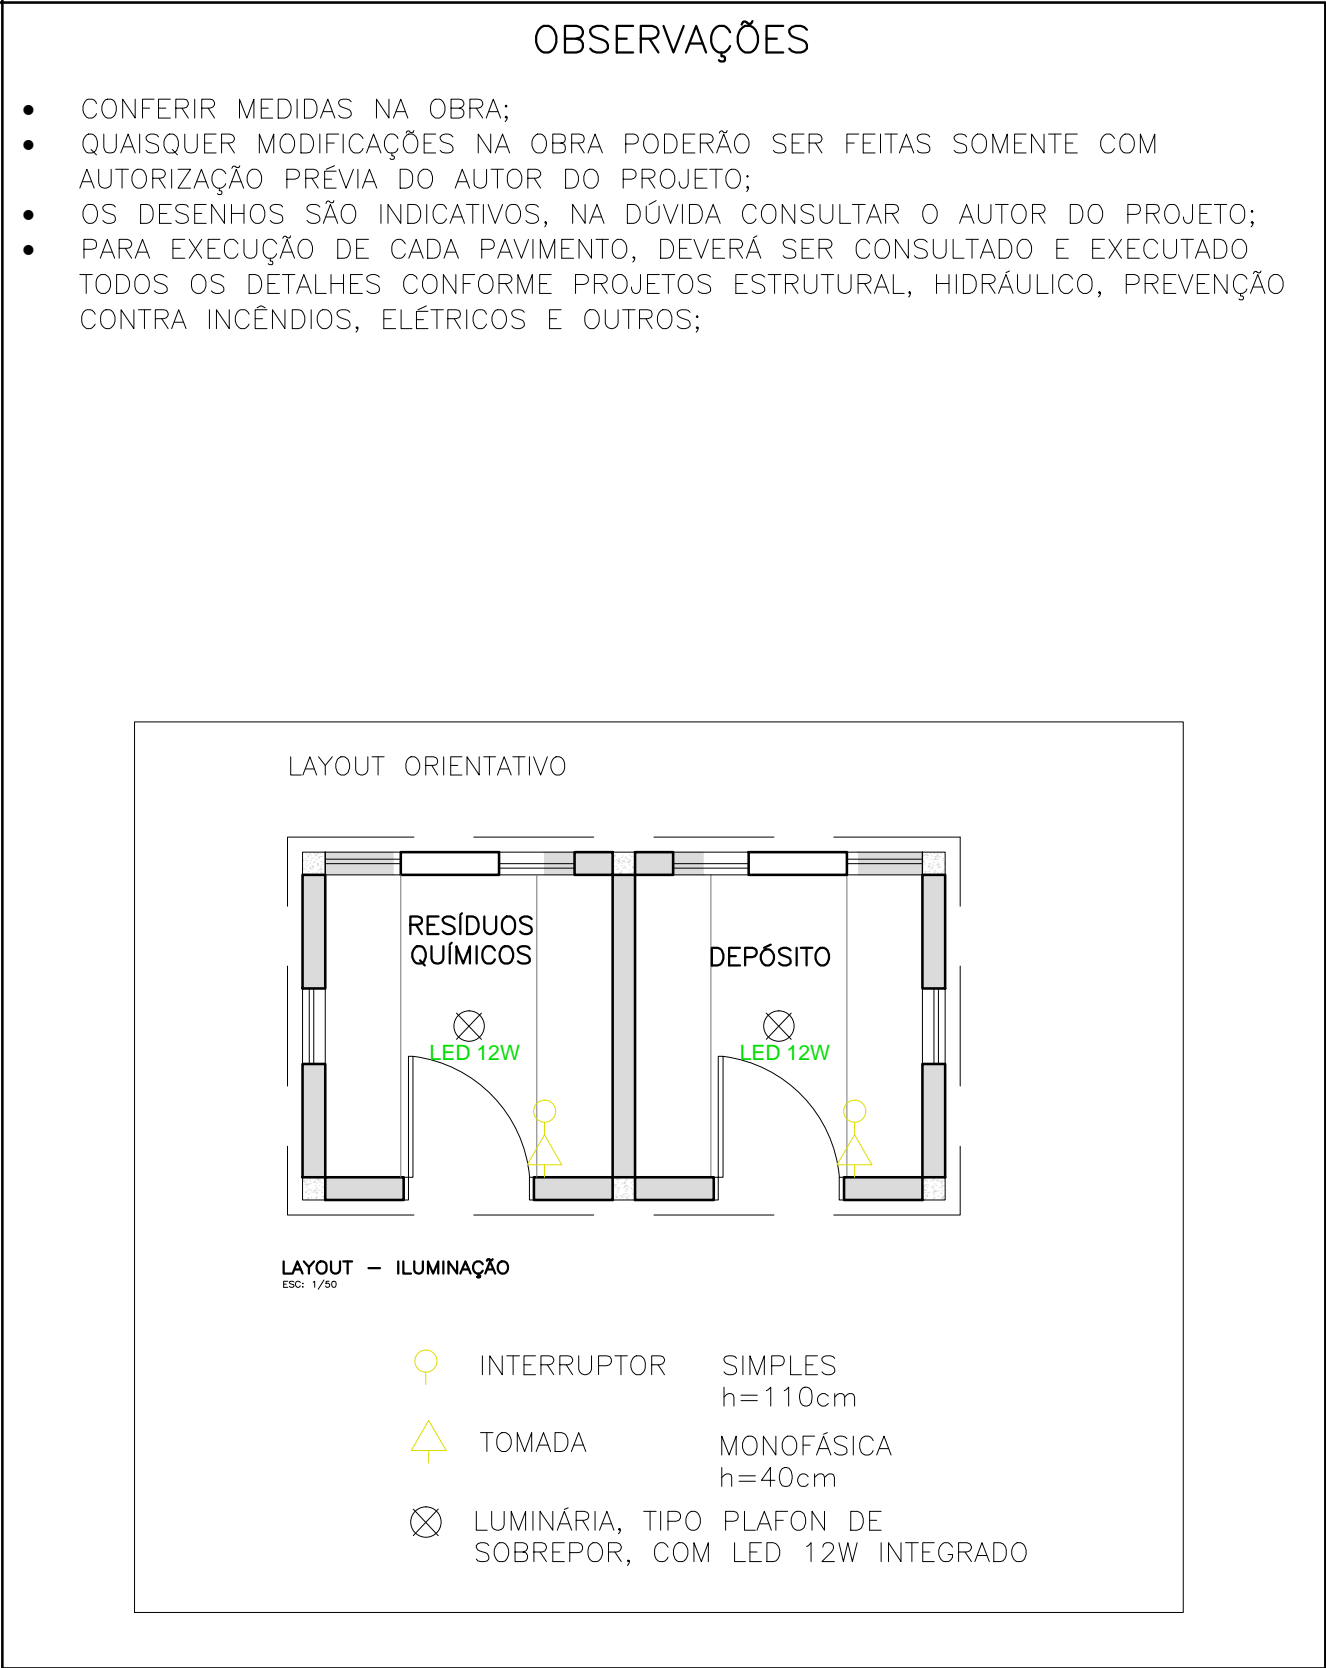 OBSERVAÇÕES
• CONFERIR MEDIDAS NA OBRA;
• QUAISQUER MODIFICAÇÕES NA OBRA PODERÃO SER FEITAS SOMENTE COM
AUTORIZAÇÃO PRÉVIA DO AUTOR DO PROJETO;
• OS DESENHOS SÃO INDICATIVOS, NA DÚVIDA CONSULTAR O AUTOR DO PROJETO;
• PARA EXECUÇÃO DE CADA PAVIMENTO, DEVERÁ SER CONSULTADO E EXECUTADO
TODOS OS DETALHES CONFORME PROJETOS ESTRUTURAL, HIDRÁULICO, PREVENÇÃO
CONTRA INCÊNDIOS, ELÉTRICOS E OUTROS;
LAYOUT ORIENTATIVO
RESÍDUOS
QUÍMICOS
DEPÓSITO
LED 12W
LED 12W
LAYOUT – ILUMINAÇÃO
ESC: 1/50
INTERRUPTOR SIMPLES
h=110cm
TOMADA MONOFÁSICA
h=40cm
LUMINÁRIA, TIPO PLAFON DE
SOBREPOR, COM LED 12W INTEGRADO